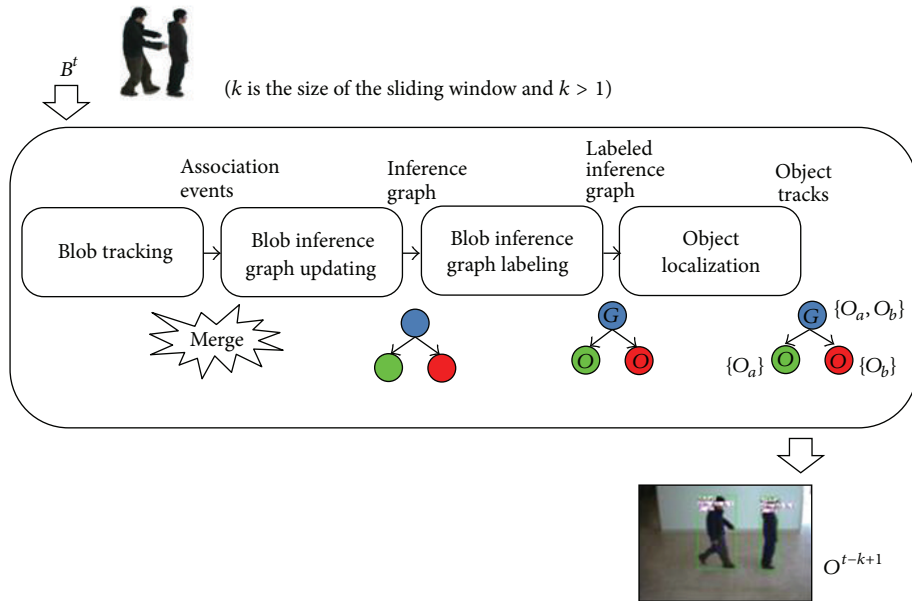 B^t
(k is the size of the sliding window and k > 1)
Association
events
Inference
graph
Labeled
inference
graph
Object
tracks
Blob tracking
Blob inference
graph updating
Blob inference
graph labeling
Object
localization
Merge
G
O O
G {O_a, O_b}
{O_a} O O {O_b}
O^{t−k+1}